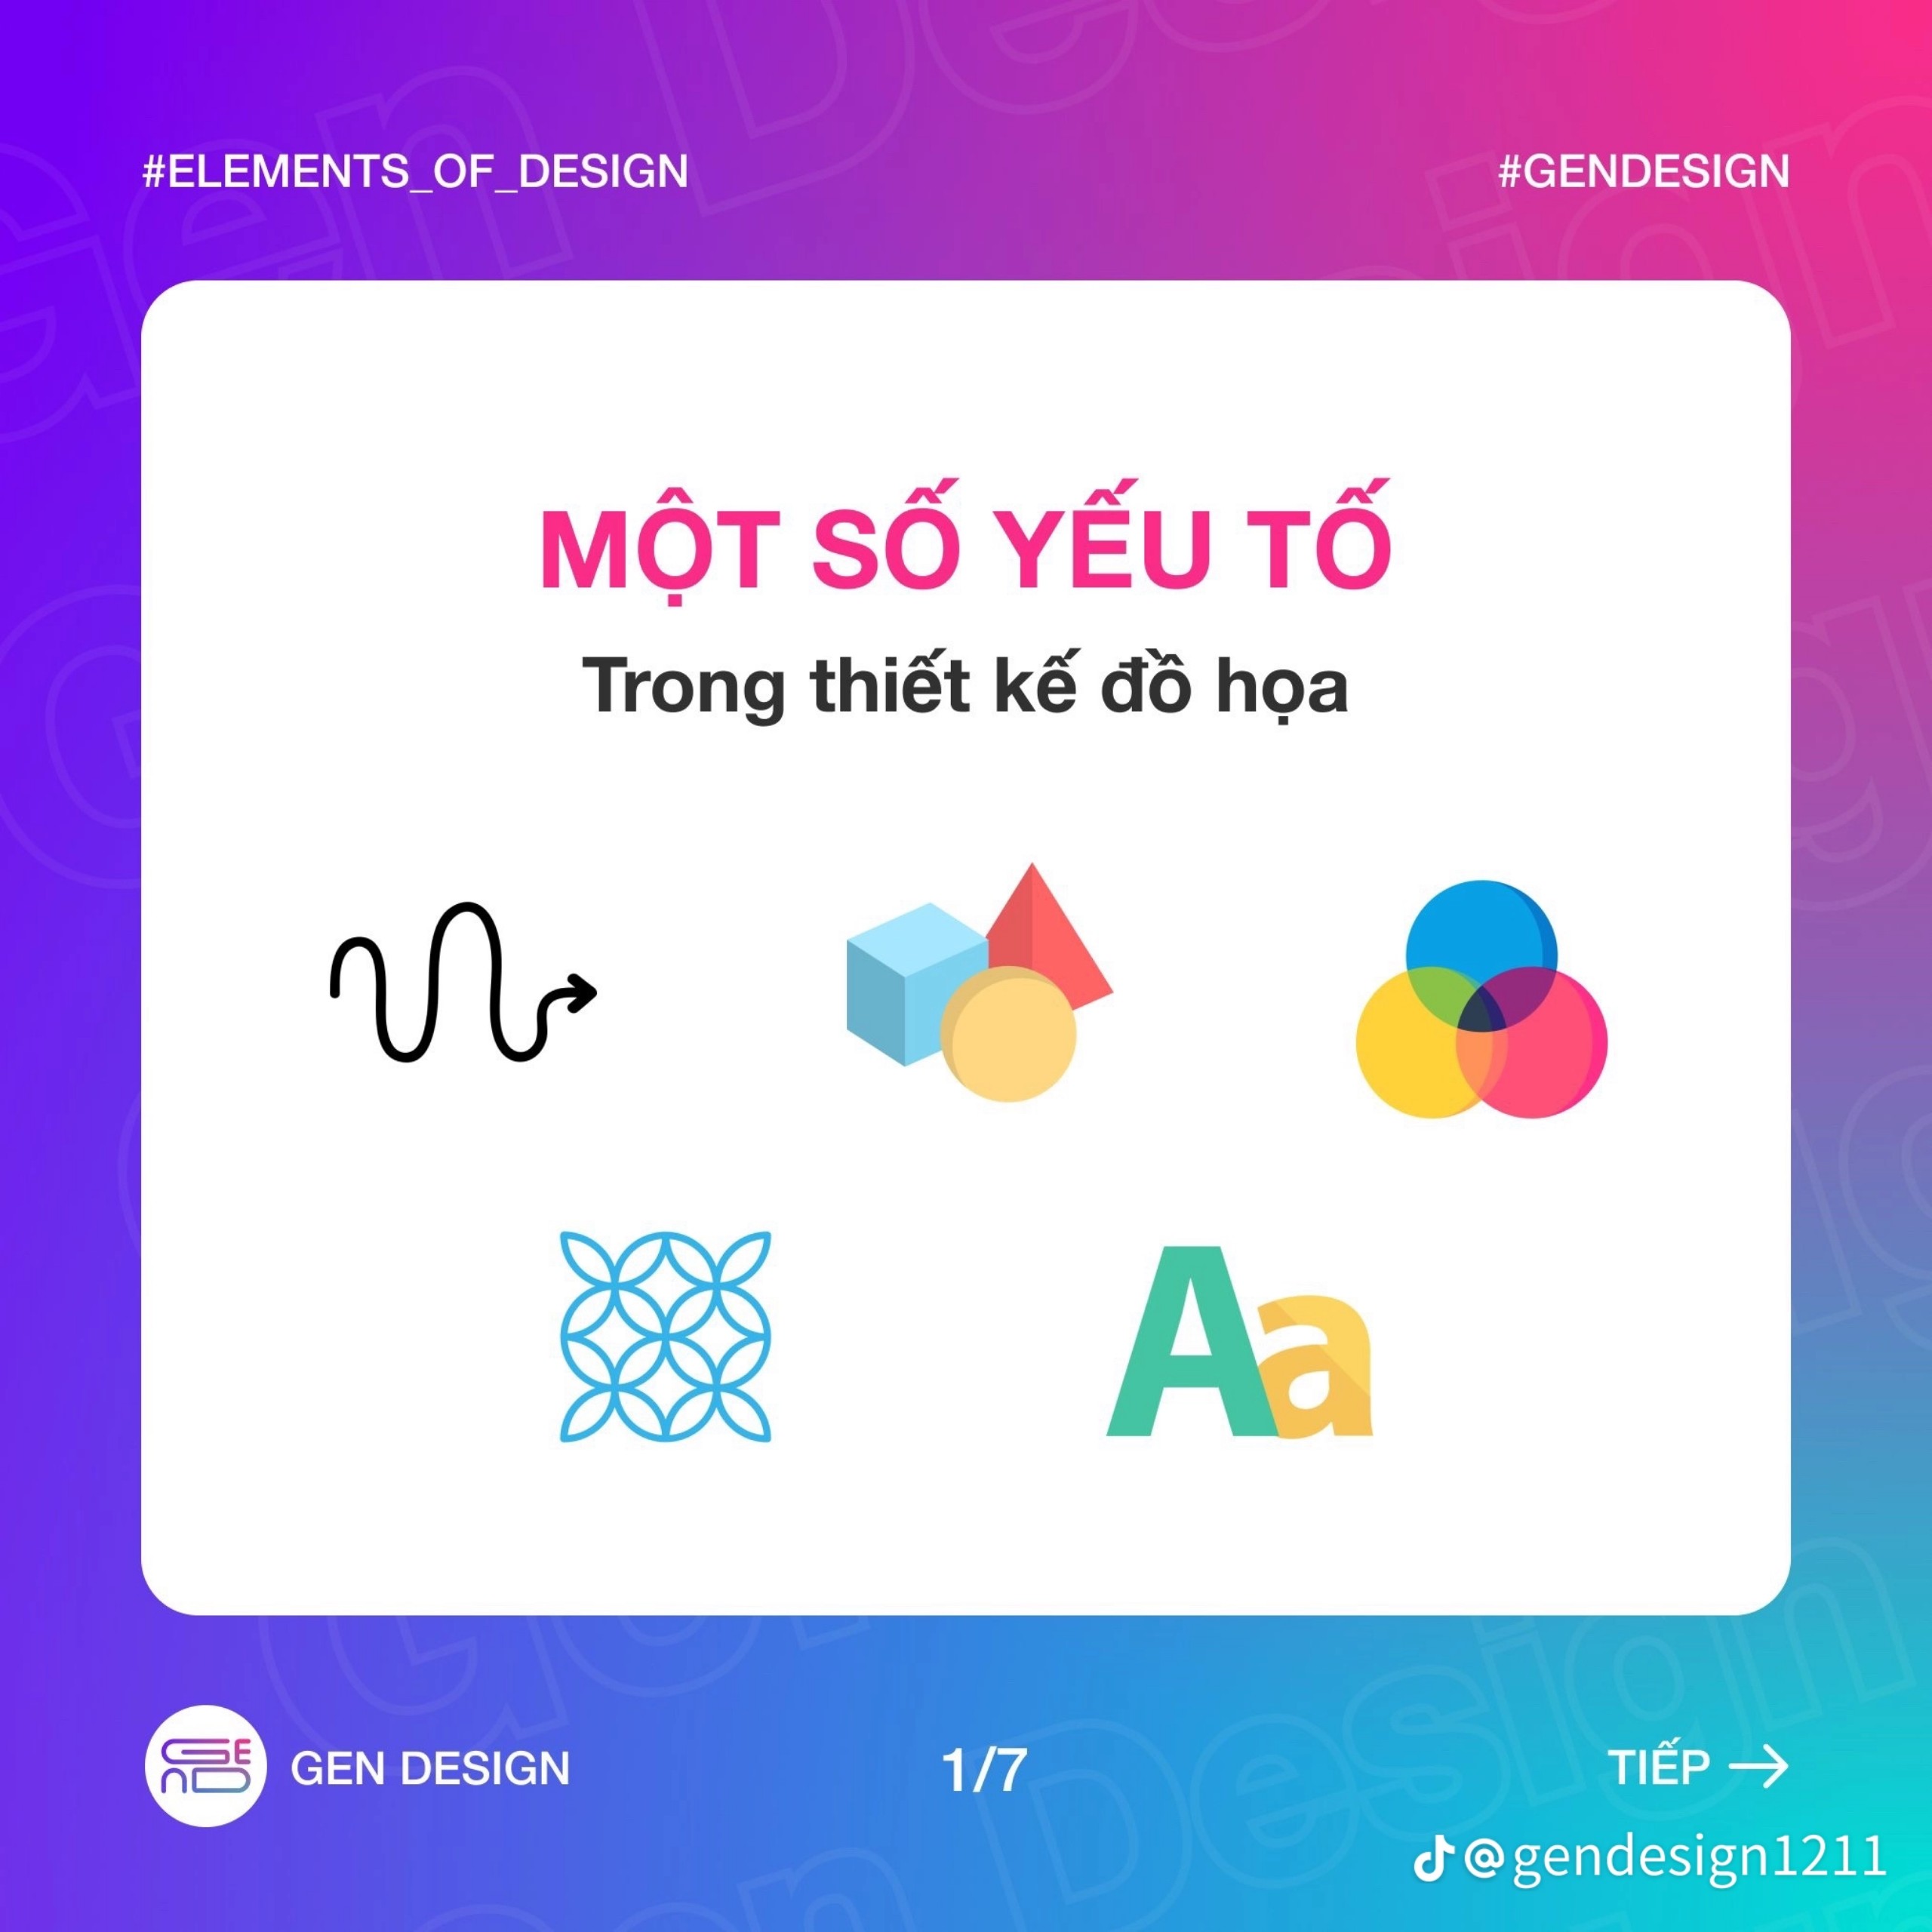 #ELEMENTS_OF_DESIGN
#GENDESIGN
MỘT SỐ YẾU TỐ
Trong thiết kế đồ họa
Aa
GEN DESIGN
1/7
TIẾP →
@gendesign1211